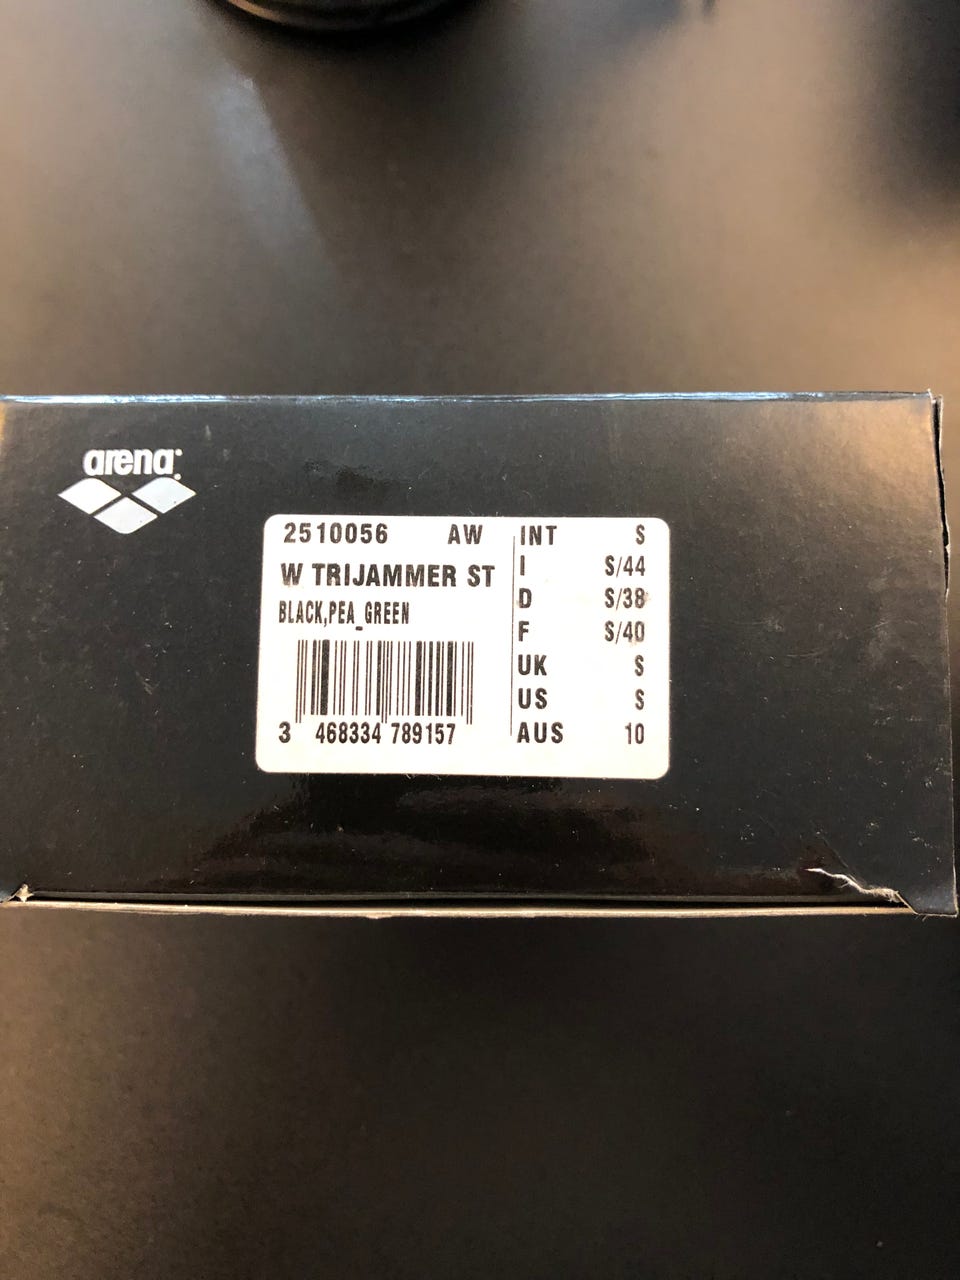 arena
2510056 AW
W TRIJAMMER ST
BLACK,PEA_GREEN
3 468334 789157
INT S
I S/44
D S/38
F S/40
UK S
US S
AUS 10